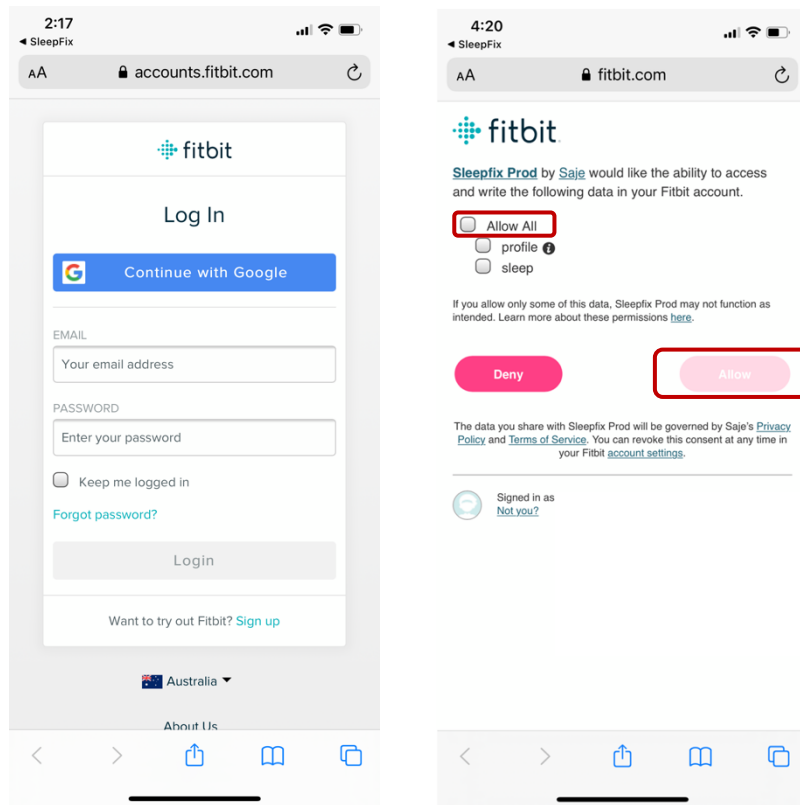 2:17
◀ SleepFix
AA accounts.fitbit.com
fitbit
Log In
G Continue with Google
EMAIL
Your email address
PASSWORD
Enter your password
Keep me logged in
Forgot password?
Login
Want to try out Fitbit? Sign up
Australia
About Us
4:20
◀ SleepFix
AA fitbit.com
fitbit.
Sleepfix Prod by Saje would like the ability to access
and write the following data in your Fitbit account.
Allow All
profile i
sleep
If you allow only some of this data, Sleepfix Prod may not function as
intended. Learn more about these permissions here.
Deny Allow
The data you share with Sleepfix Prod will be governed by Saje's Privacy
Policy and Terms of Service. You can revoke this consent at any time in
your Fitbit account settings.
Signed in as
Not you?